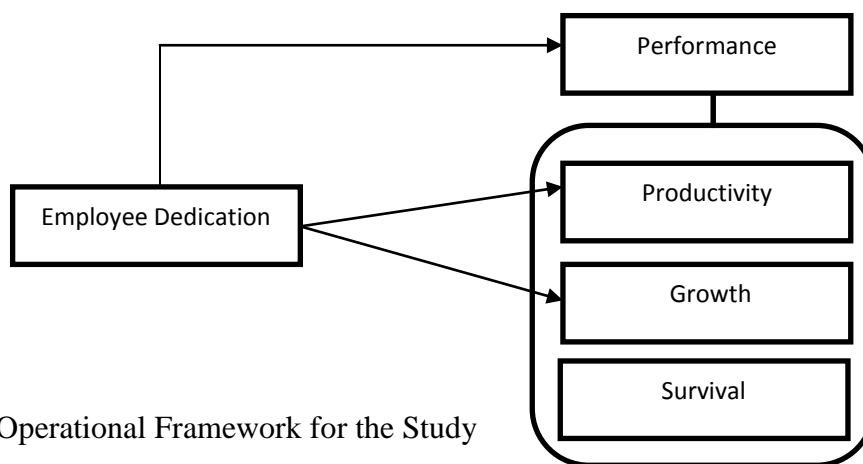 Performance
Employee Dedication
Productivity
Growth
Survival
Operational Framework for the Study